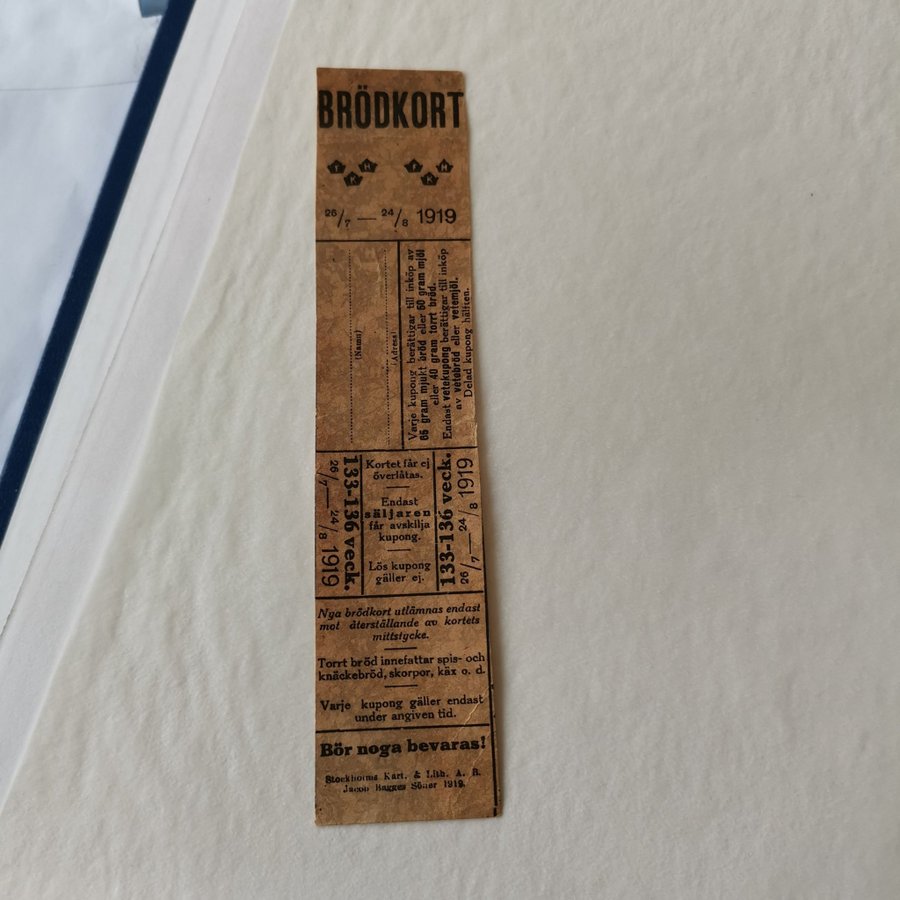 BRÖDKORT
F H F H
K K
26/7 — 24/8 1919
(Namn)
(Adress)
Varje kupong berättigar till inköp av
65 gram mjukt bröd eller 50 gram mjöl
eller 40 gram torrt bröd.
Endast vetekupong berättigar till inköp
av vetebröd eller vetemjöl.
Delad kupong hälften.
133-136 veck.
26/7 — 24/8 1919
Kortet får ej
överlåtas.
Endast
säljaren
får avskilja
kupong.
Lös kupong
gäller ej.
133-136 veck.
26/7 — 24/8 1919
Nya brödkort utlämnas endast
mot återställande av kortets
mittstycke.
Torrt bröd innefattar spis- och
knäckebröd, skorpor, käx o. d.
Varje kupong gäller endast
under angiven tid.
Bör noga bevaras!
Stockholms Kart. & Lith. A. B.
Jacob Bagges Söner 1919.